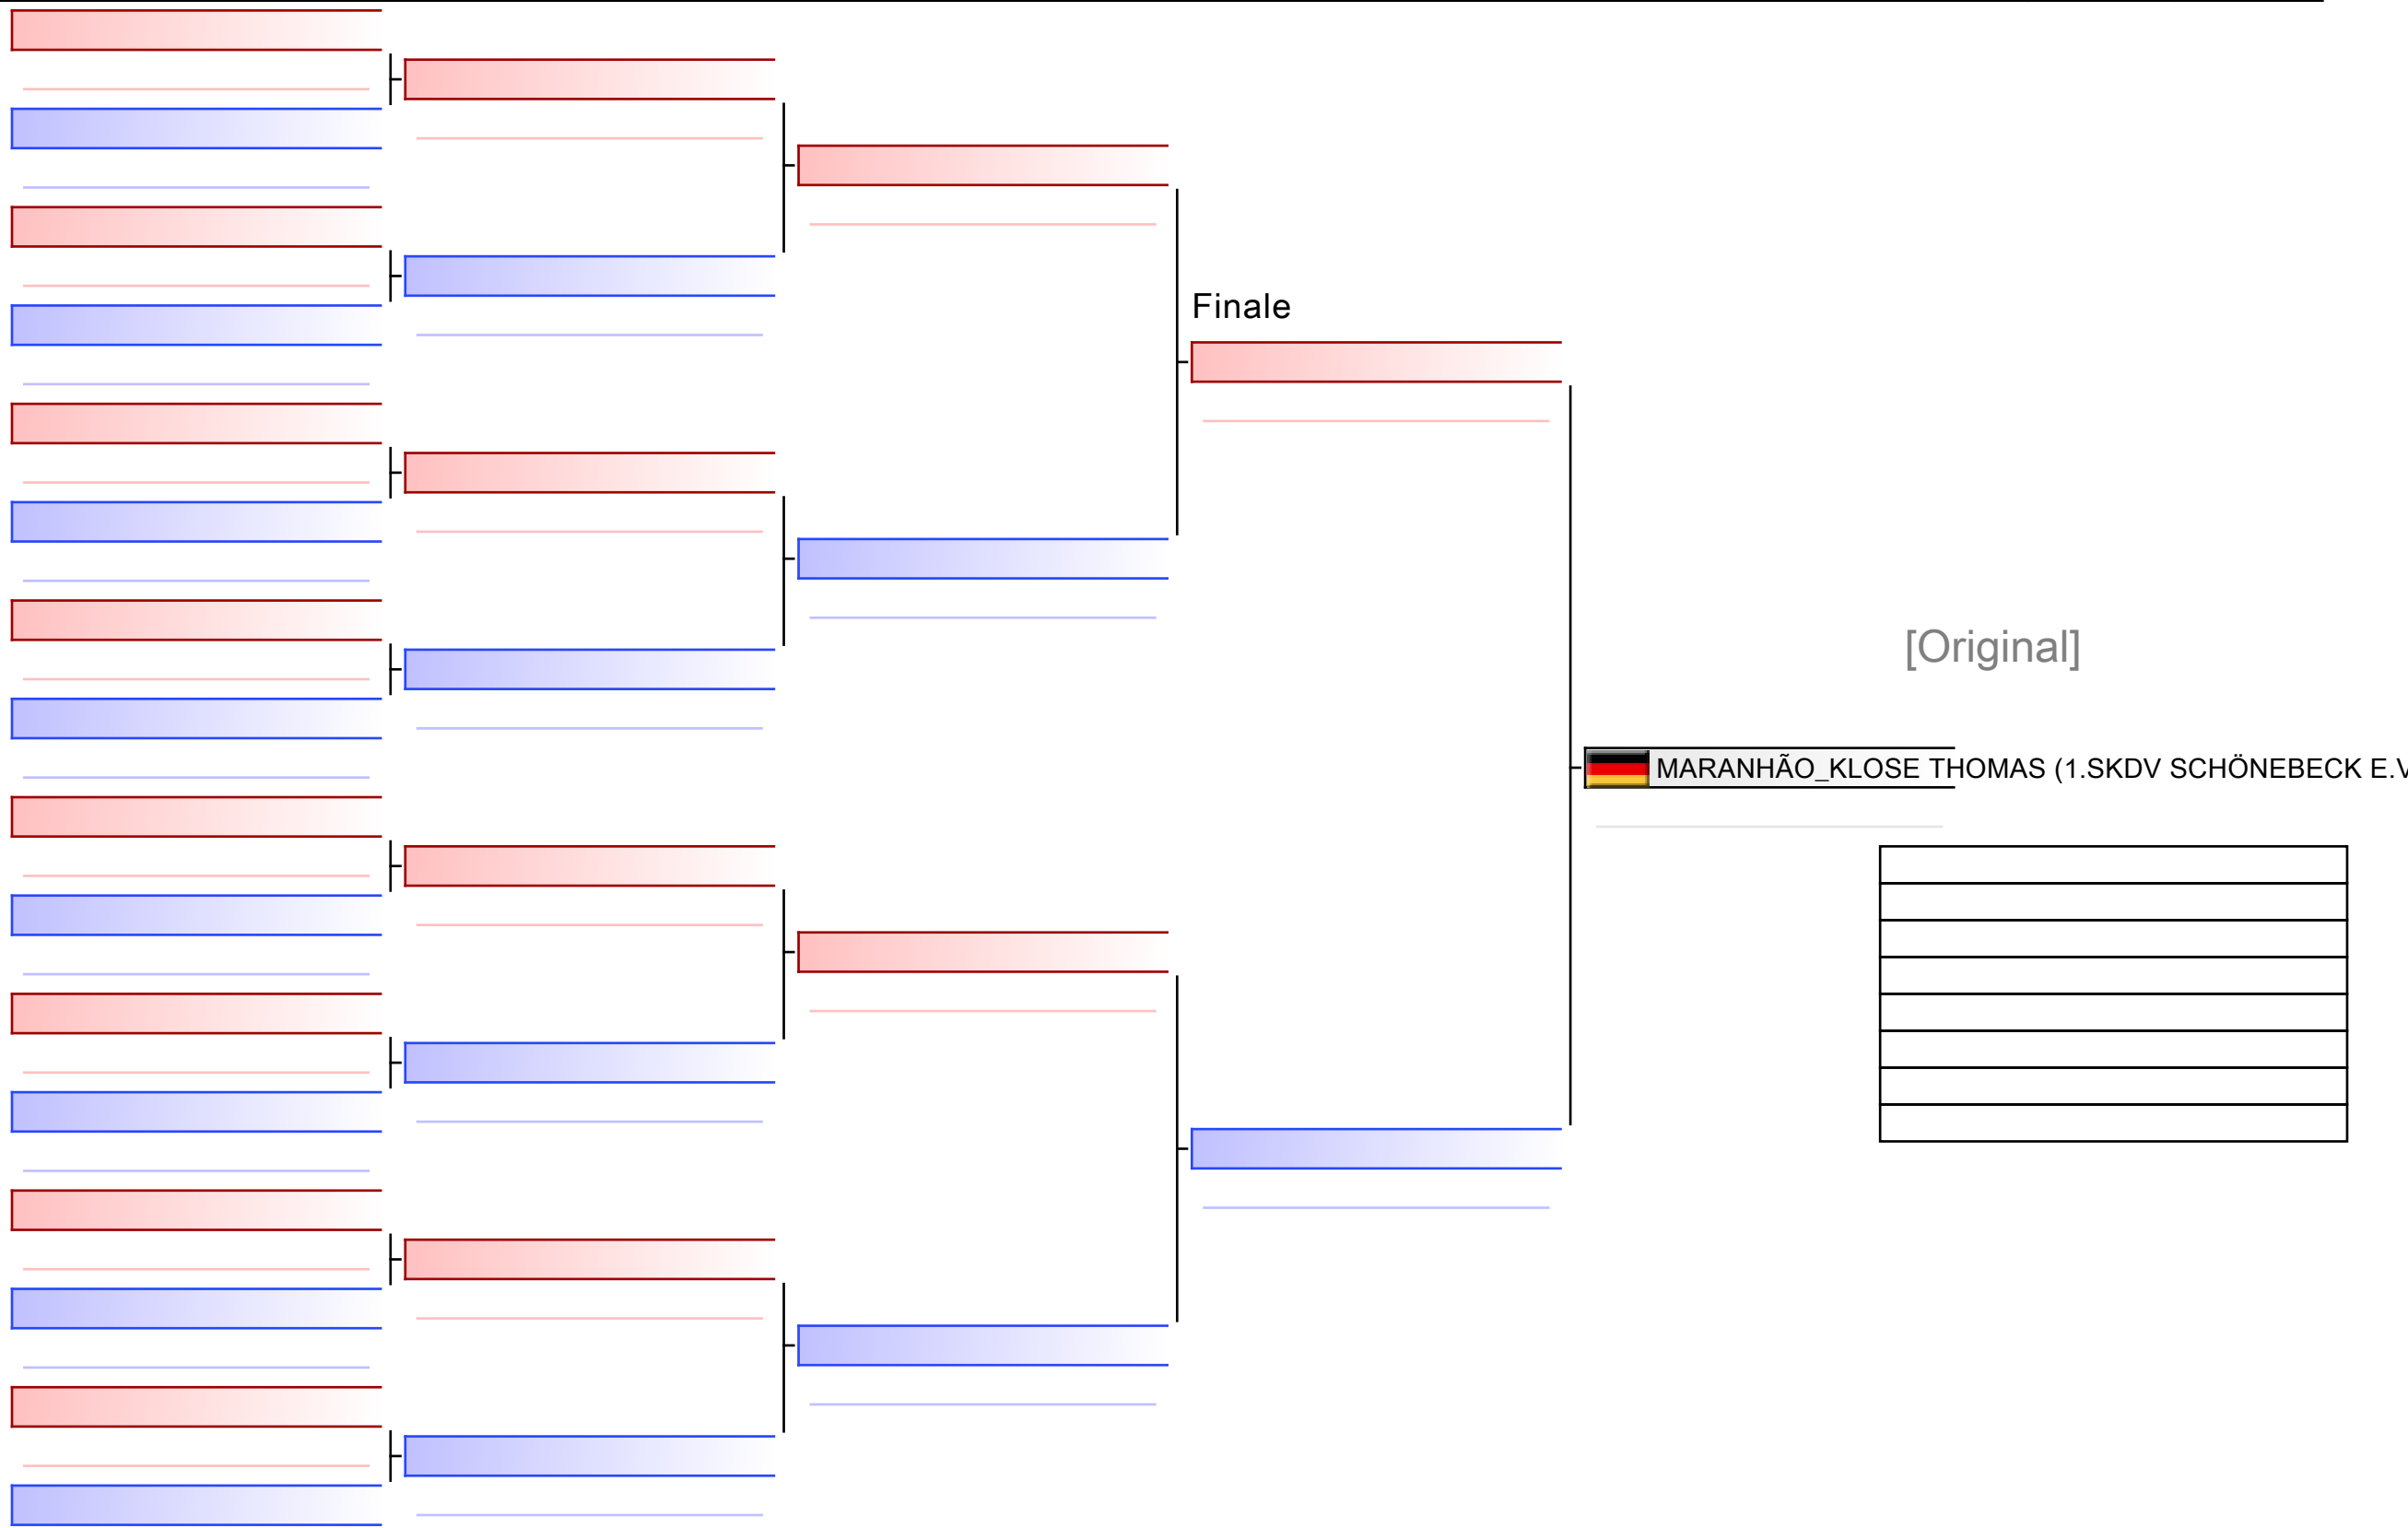 Finale
[Original]
MARANHÃO_KLOSE THOMAS (1.SKDV SCHÖNEBECK E.V